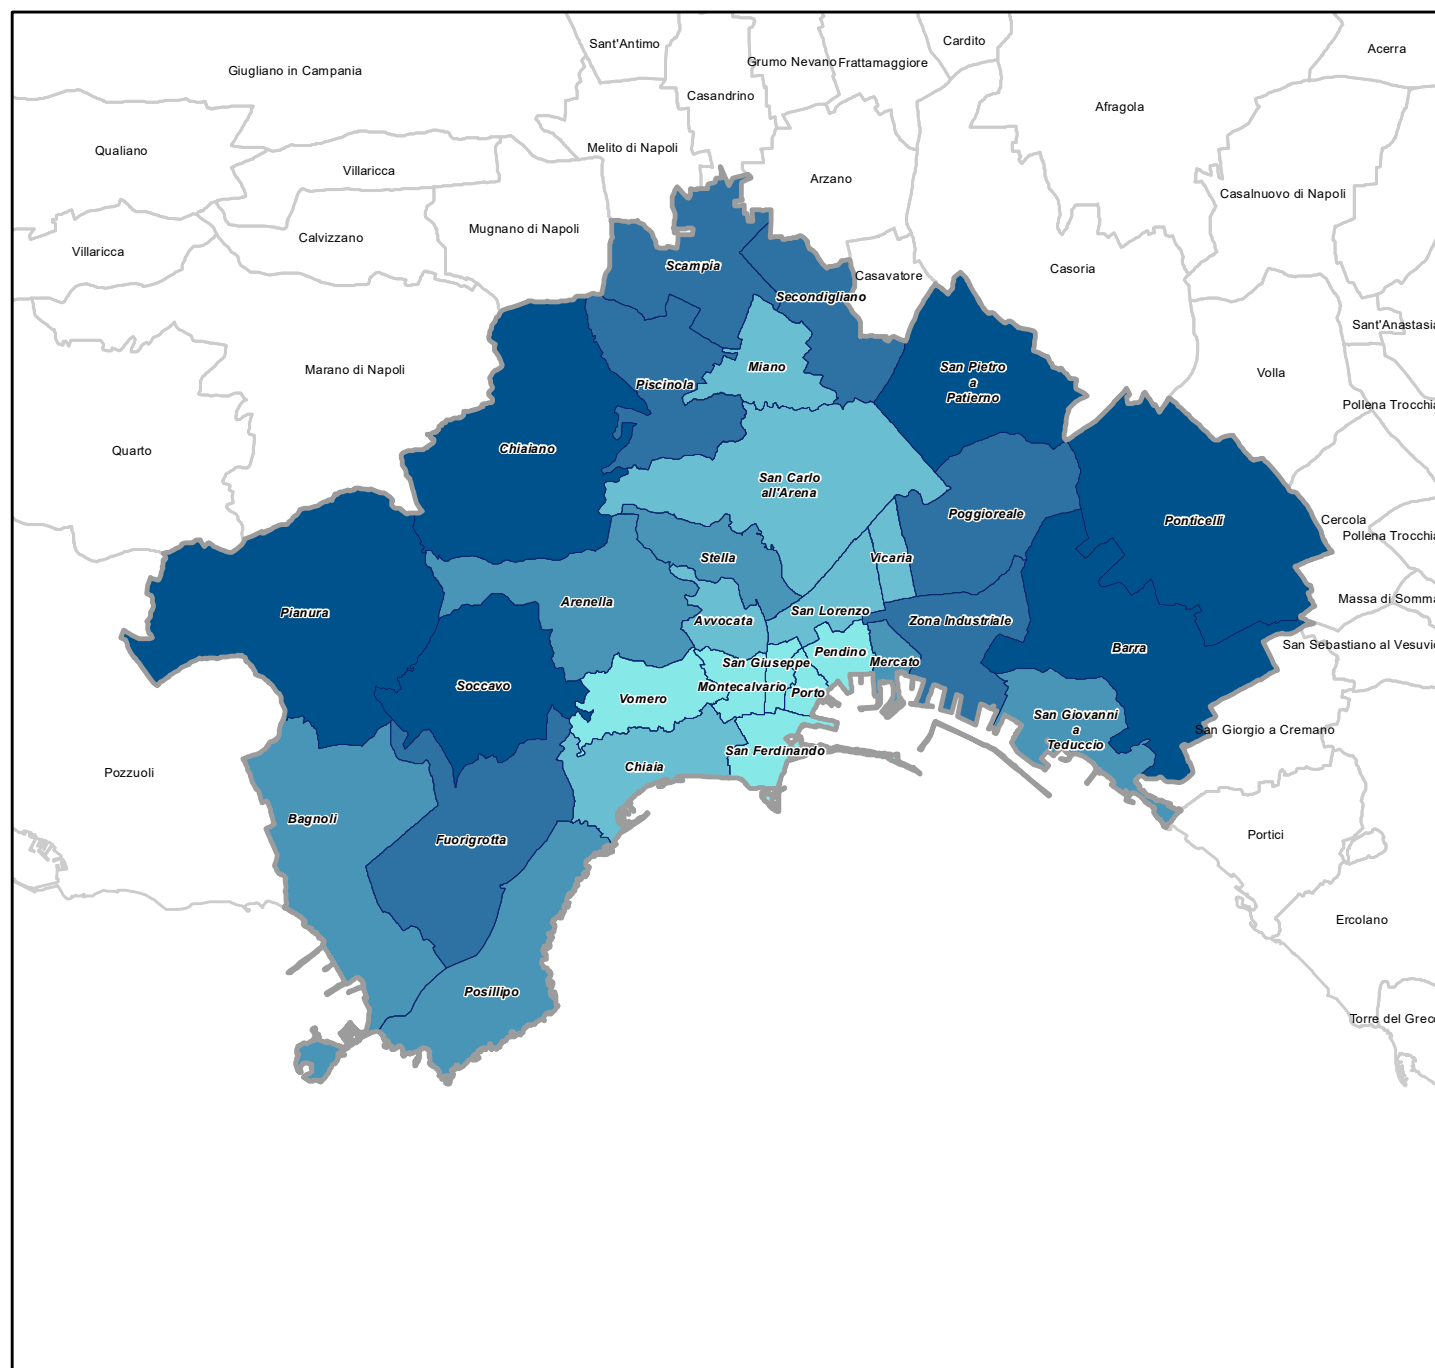 Sant'Antimo
Cardito
Acerra
Giugliano in Campania
Grumo Nevano
Frattamaggiore
Casandrino
Afragola
Qualiano
Melito di Napoli
Villaricca
Arzano
Casalnuovo di Napoli
Mugnano di Napoli
Calvizzano
Villaricca
Scampia
Casavatore
Casoria
Secondigliano
Sant'Anastasia
Marano di Napoli
Piscinola
Miano
San Pietro
a
Patierno
Volla
Pollena Trocchia
Quarto
Chiaiano
San Carlo
all'Arena
Poggioreale
Ponticelli
Cercola
Pollena Trocchia
Stella
Vicaria
Pianura
Arenella
Avvocata
San Lorenzo
Zona Industriale
Massa di Somma
Barra
San Sebastiano al Vesuvio
San Giuseppe
Pendino
Mercato
Soccavo
Vomero
Montecalvario
Porto
San Giovanni
a
Teduccio
San Giorgio a Cremano
Pozzuoli
Chiaia
San Ferdinando
Bagnoli
Fuorigrotta
Portici
Ercolano
Posillipo
Torre del Greco